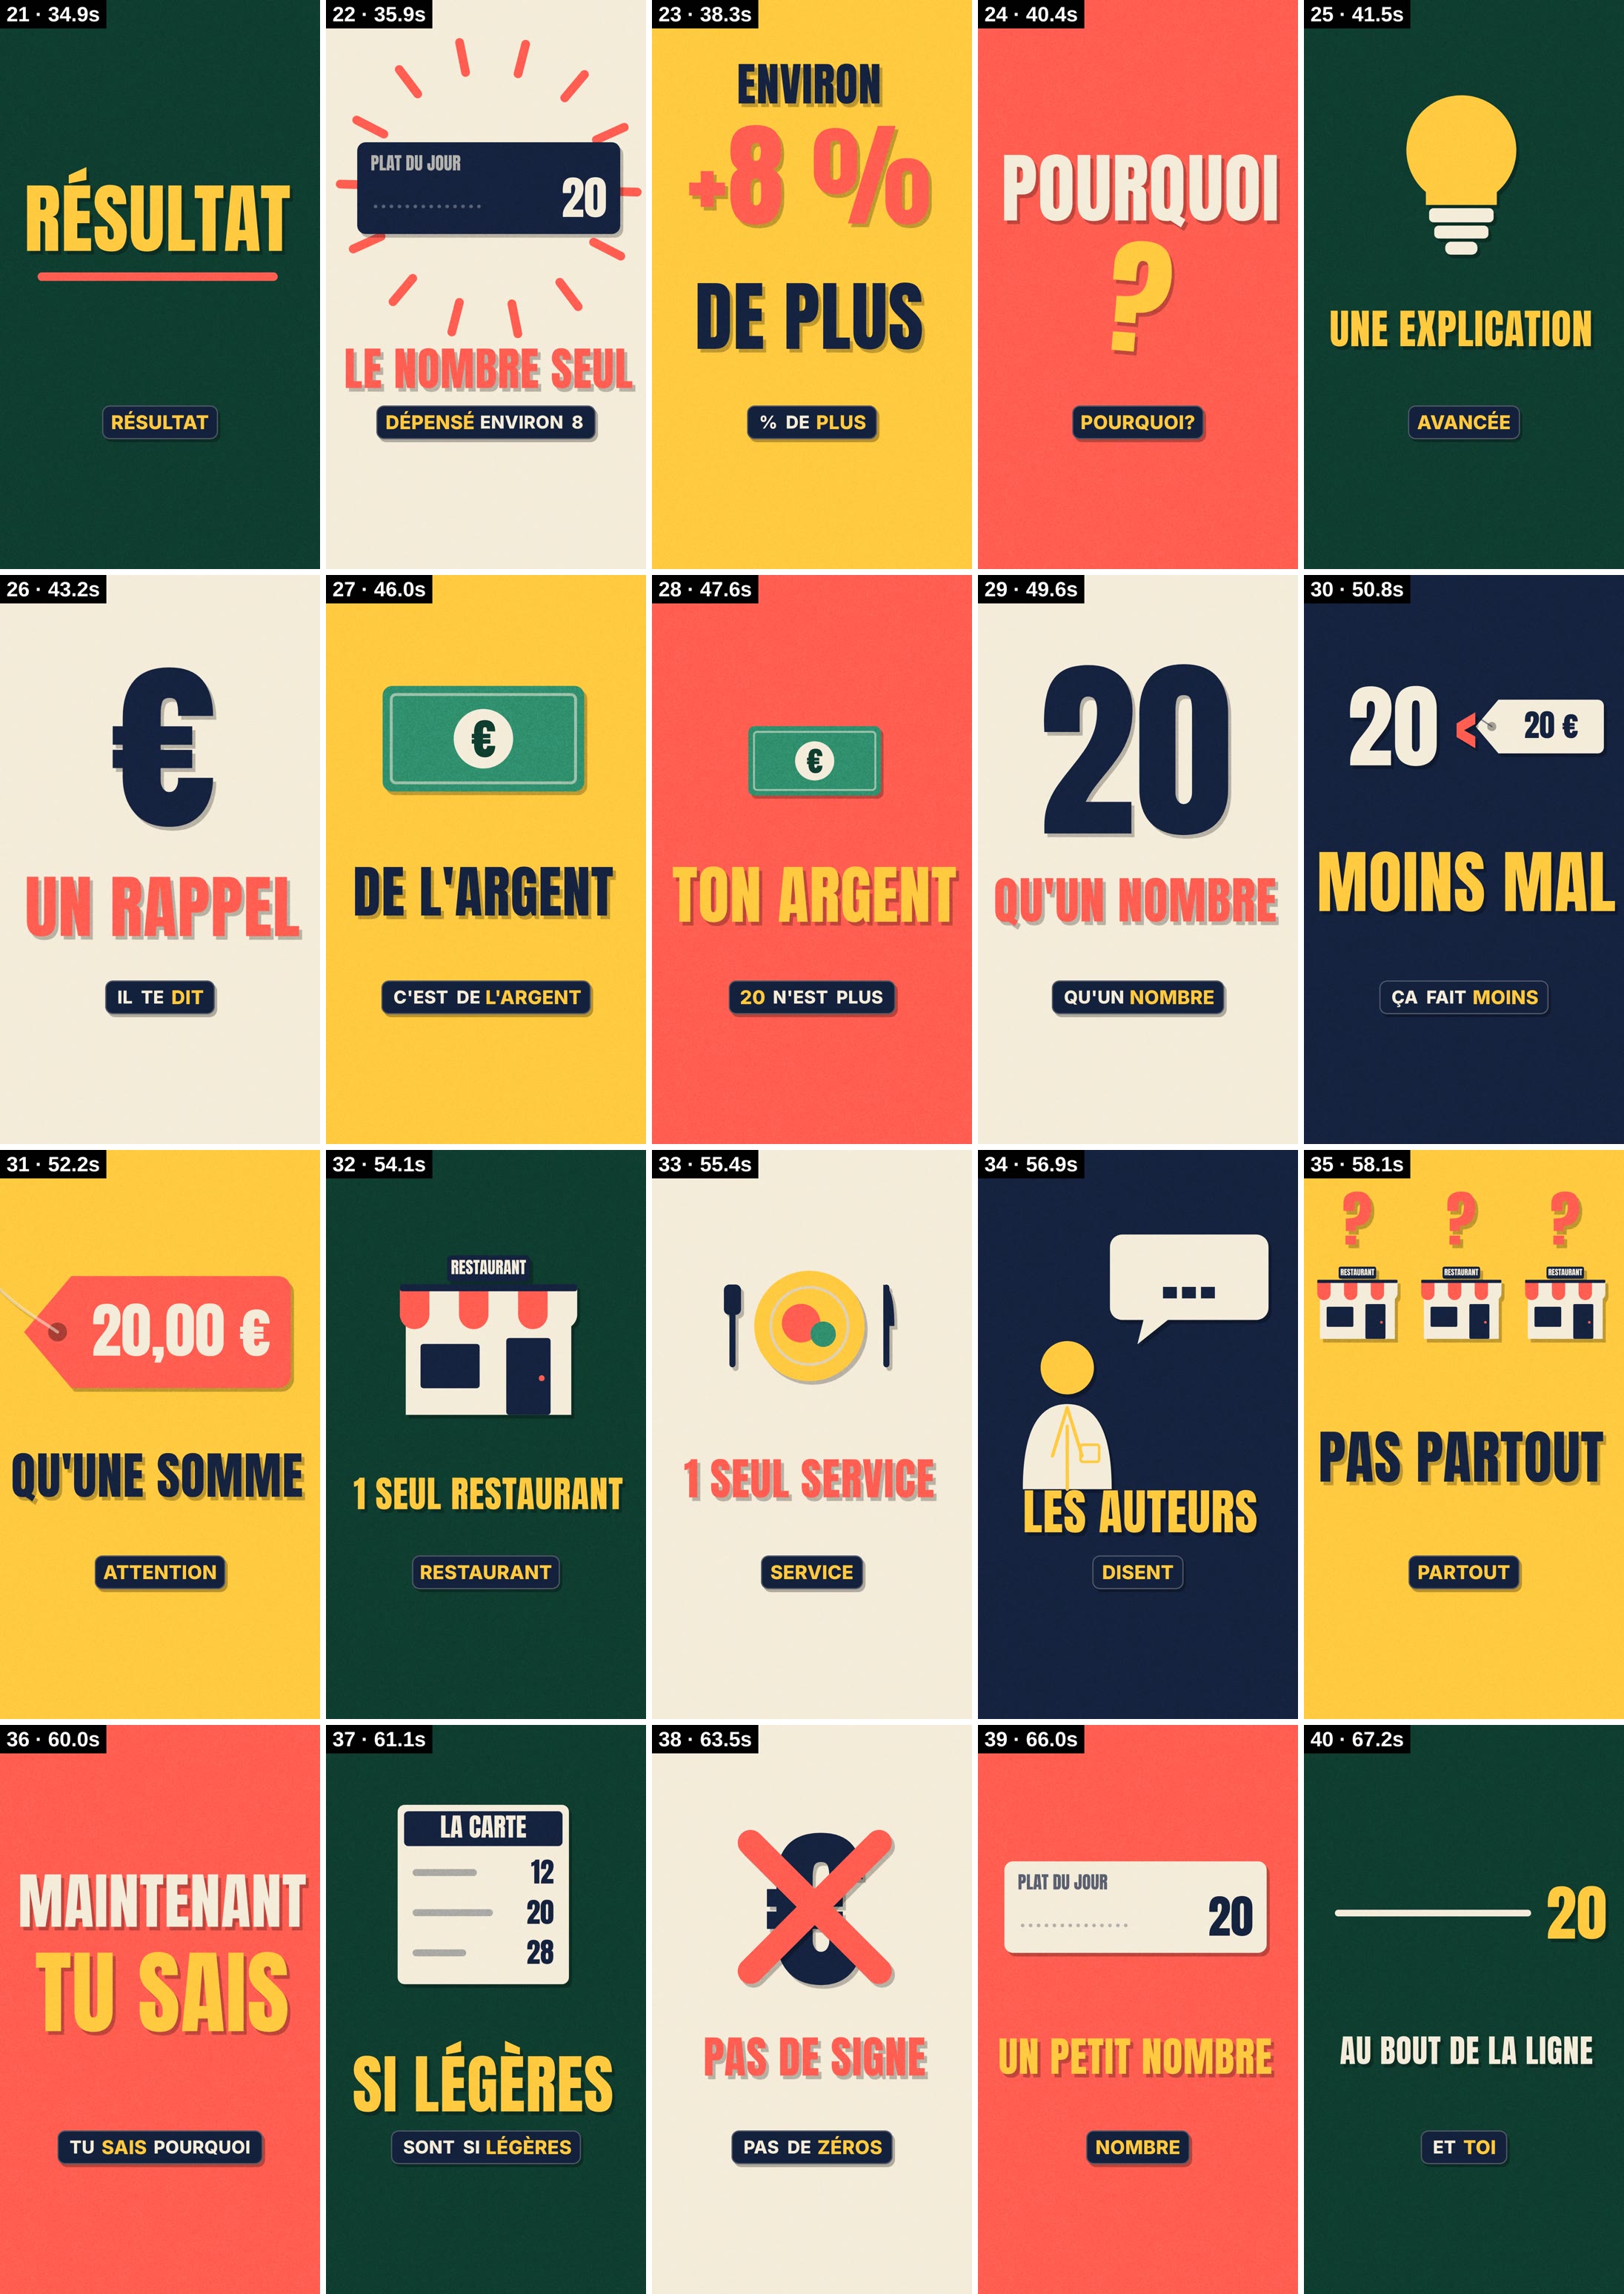 21 · 34.9s
RÉSULTAT
RÉSULTAT
22 · 35.9s
PLAT DU JOUR
20
LE NOMBRE SEUL
DÉPENSÉ ENVIRON 8
23 · 38.3s
ENVIRON
+8 %
DE PLUS
% DE PLUS
24 · 40.4s
POURQUOI
?
POURQUOI?
25 · 41.5s
UNE EXPLICATION
AVANCÉE
26 · 43.2s
€
UN RAPPEL
IL TE DIT
27 · 46.0s
€
DE L'ARGENT
C'EST DE L'ARGENT
28 · 47.6s
€
TON ARGENT
20 N'EST PLUS
29 · 49.6s
20
QU'UN NOMBRE
QU'UN NOMBRE
30 · 50.8s
20 < 20 €
MOINS MAL
ÇA FAIT MOINS
31 · 52.2s
20,00 €
QU'UNE SOMME
ATTENTION
32 · 54.1s
RESTAURANT
1 SEUL RESTAURANT
RESTAURANT
33 · 55.4s
1 SEUL SERVICE
SERVICE
34 · 56.9s
...
LES AUTEURS
DISENT
35 · 58.1s
? ? ?
RESTAURANT RESTAURANT RESTAURANT
PAS PARTOUT
PARTOUT
36 · 60.0s
MAINTENANT
TU SAIS
TU SAIS POURQUOI
37 · 61.1s
LA CARTE
12
20
28
SI LÉGÈRES
SONT SI LÉGÈRES
38 · 63.5s
€
PAS DE SIGNE
PAS DE ZÉROS
39 · 66.0s
PLAT DU JOUR
20
UN PETIT NOMBRE
NOMBRE
40 · 67.2s
20
AU BOUT DE LA LIGNE
ET TOI